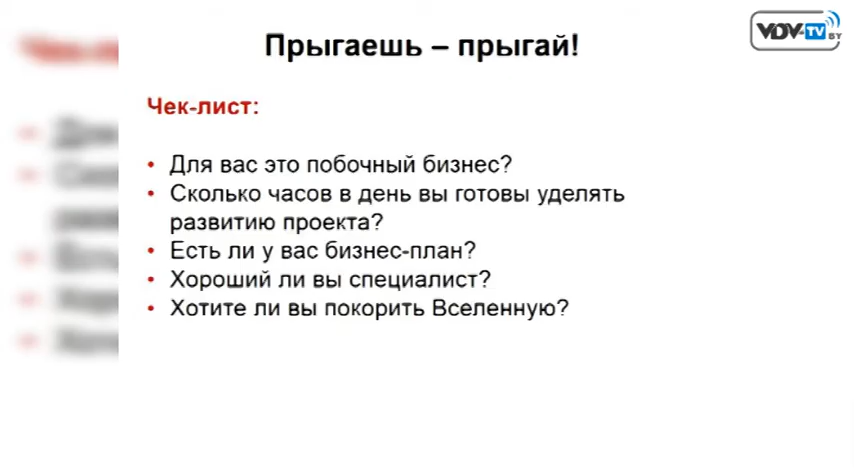 VDV-TV BY
Прыгаешь – прыгай!
Чек-лист:
• Для вас это побочный бизнес?
• Сколько часов в день вы готовы уделять
развитию проекта?
• Есть ли у вас бизнес-план?
• Хороший ли вы специалист?
• Хотите ли вы покорить Вселенную?